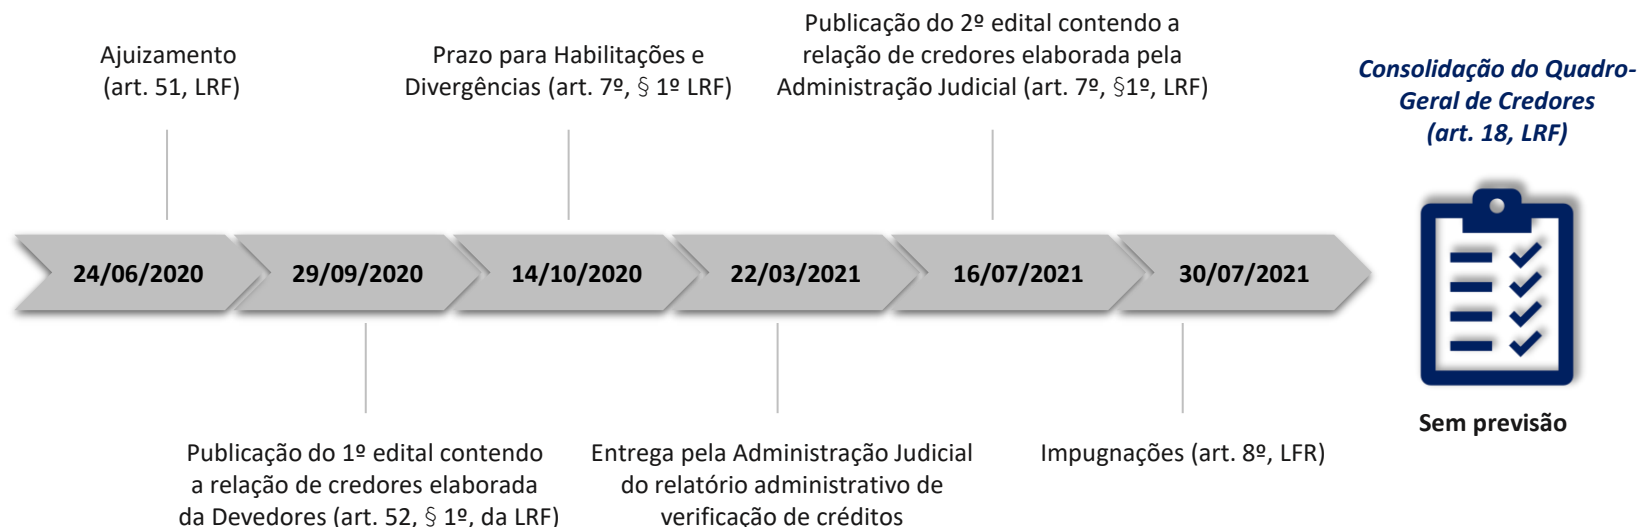 Ajuizamento
(art. 51, LRF)
Prazo para Habilitações e
Divergências (art. 7º, § 1º LRF)
Publicação do 2º edital contendo a
relação de credores elaborada pela
Administração Judicial (art. 7º, §1º, LRF)
Consolidação do Quadro-
Geral de Credores
(art. 18, LRF)
24/06/2020
29/09/2020
14/10/2020
22/03/2021
16/07/2021
30/07/2021
Sem previsão
Publicação do 1º edital contendo
a relação de credores elaborada
da Devedores (art. 52, § 1º, da LRF)
Entrega pela Administração Judicial
do relatório administrativo de
verificação de créditos
Impugnações (art. 8º, LFR)